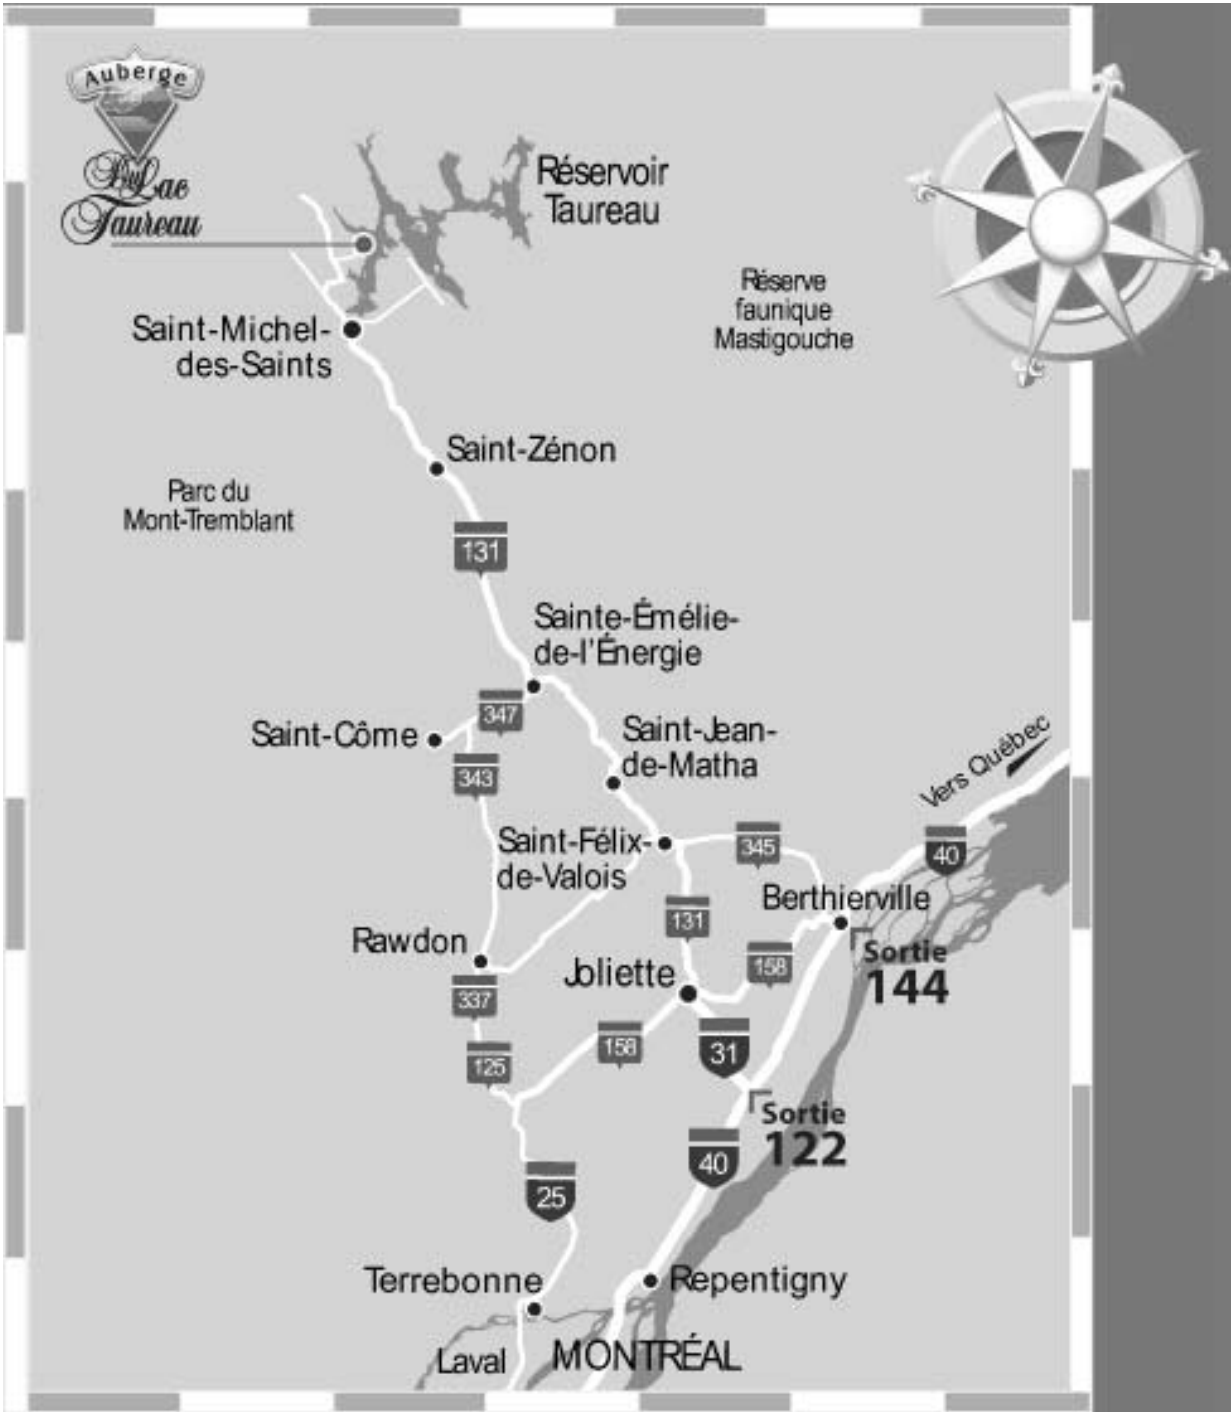 Auberge
Du Lac
Taureau
Réservoir
Taureau
Réserve
faunique
Mastigouche
Saint-Michel-
des-Saints
Saint-Zénon
Parc du
Mont-Tremblant
131
Sainte-Émélie-
de-l'Énergie
347
Saint-Côme
343
Saint-Jean-
de-Matha
Vers Québec
Saint-Félix-
de-Valois
345
40
Berthierville
131
Rawdon
Sortie
144
158
Joliette
337
158
31
125
Sortie
122
40
25
Terrebonne
Repentigny
Laval
MONTRÉAL